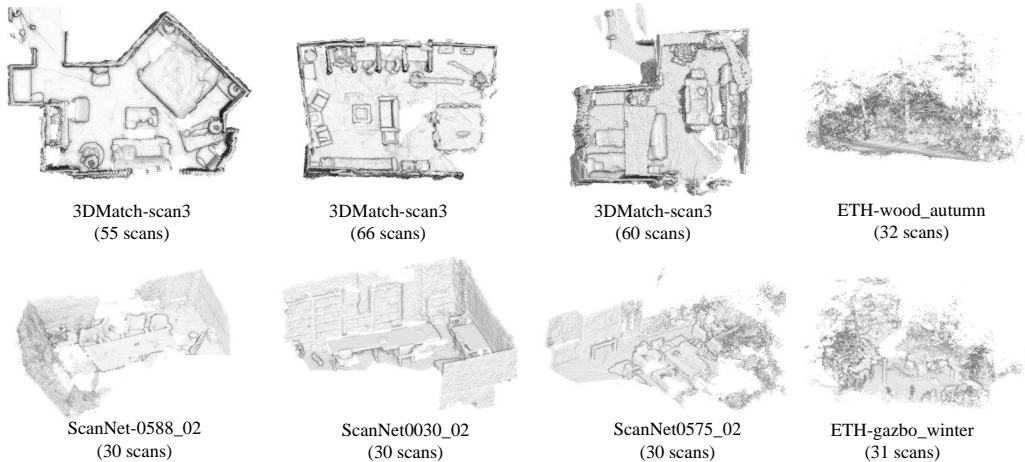 3DMatch-scan3
(55 scans)
3DMatch-scan3
(66 scans)
3DMatch-scan3
(60 scans)
ETH-wood_autumn
(32 scans)
ScanNet-0588_02
(30 scans)
ScanNet0030_02
(30 scans)
ScanNet0575_02
(30 scans)
ETH-gazbo_winter
(31 scans)